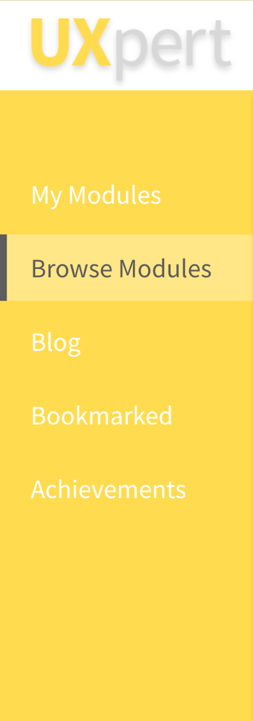 UXpert
My Modules
Browse Modules
Blog
Bookmarked
Achievements